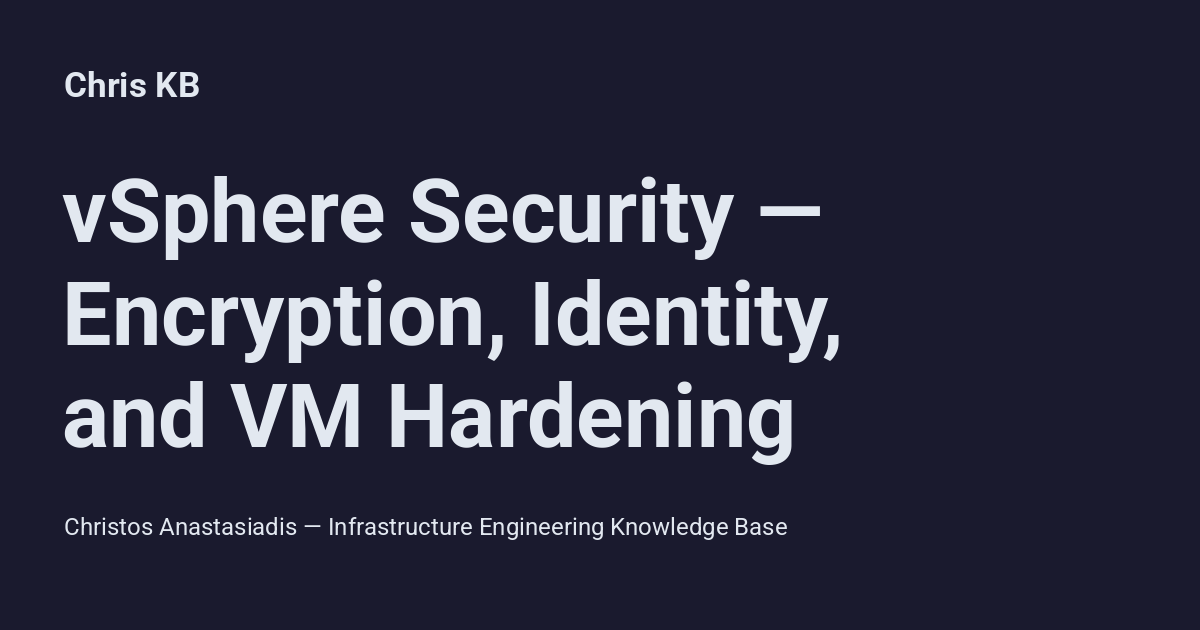 Chris KB
vSphere Security —
Encryption, Identity,
and VM Hardening
Christos Anastasiadis — Infrastructure Engineering Knowledge Base